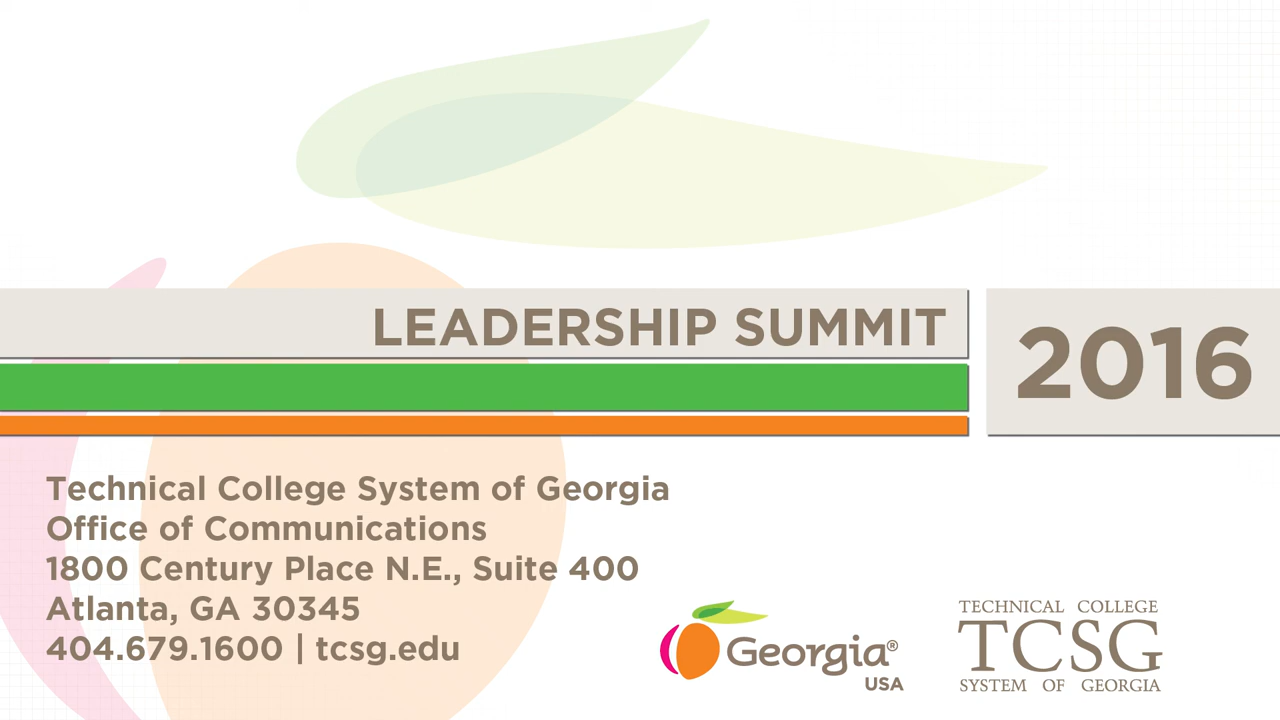 LEADERSHIP SUMMIT
2016
Technical College System of Georgia
Office of Communications
1800 Century Place N.E., Suite 400
Atlanta, GA 30345
404.679.1600 | tcsg.edu
Georgia®
USA
TECHNICAL COLLEGE
TCSG
SYSTEM OF GEORGIA